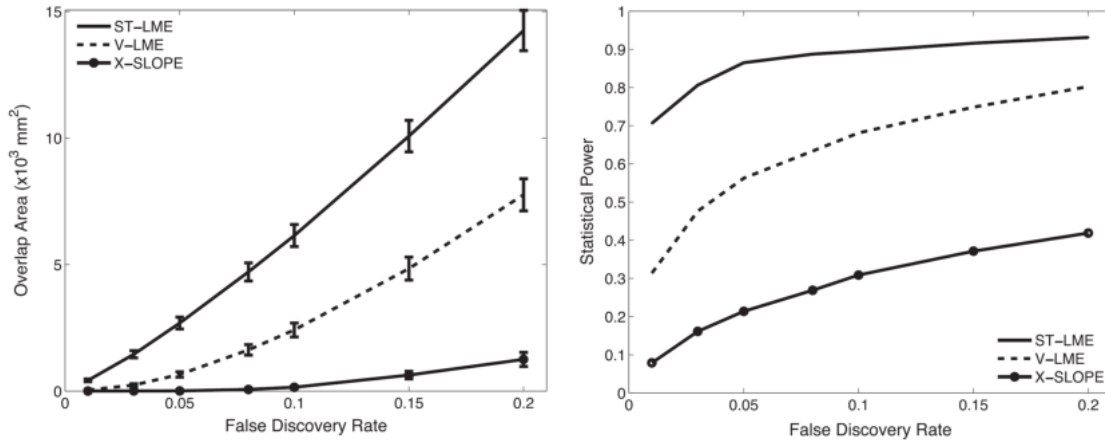 15
10
5
0
0
0.05
0.1
0.15
0.2
Overlap Area (x10³ mm²)
False Discovery Rate
ST−LME
V−LME
X−SLOPE
1
0.9
0.8
0.7
0.6
0.5
0.4
0.3
0.2
0.1
0
0
0.05
0.1
0.15
0.2
Statistical Power
False Discovery Rate
ST−LME
V−LME
X−SLOPE